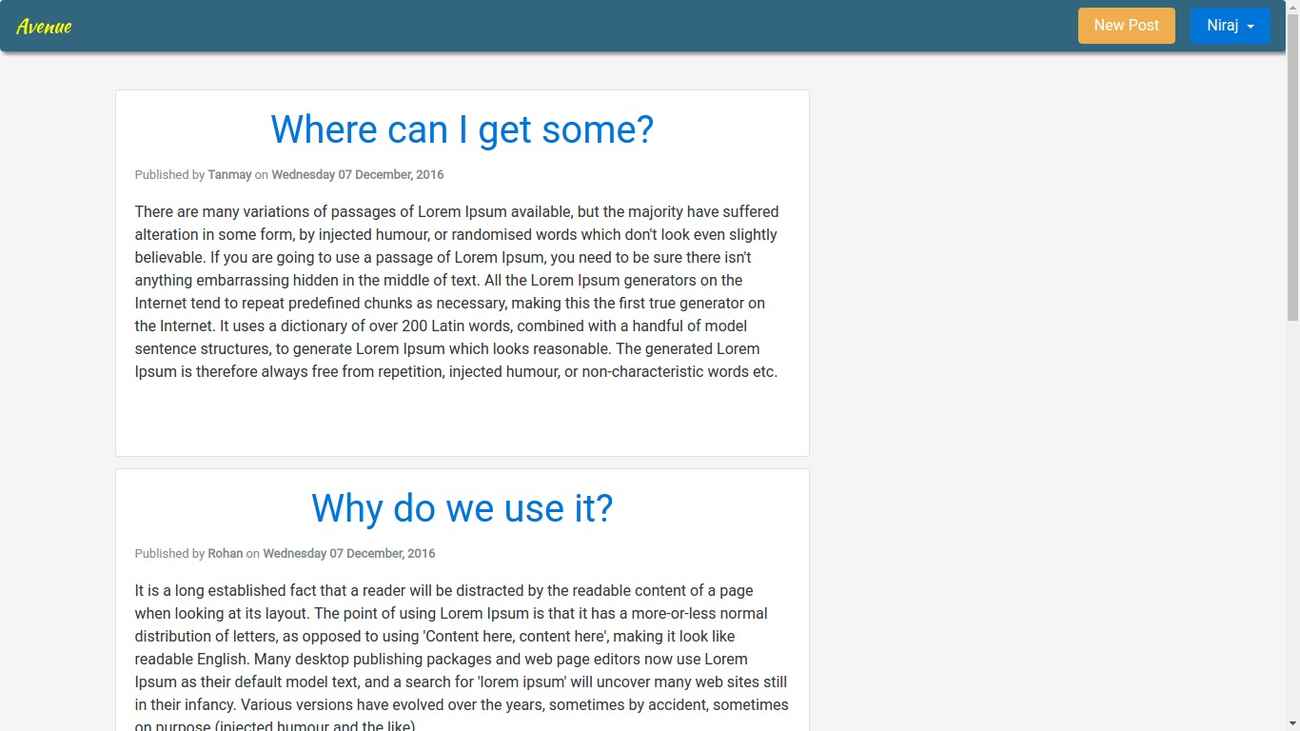 Avenue
New Post
Niraj
Where can I get some?
Published by Tanmay on Wednesday 07 December, 2016
There are many variations of passages of Lorem Ipsum available, but the majority have suffered
alteration in some form, by injected humour, or randomised words which don't look even slightly
believable. If you are going to use a passage of Lorem Ipsum, you need to be sure there isn't
anything embarrassing hidden in the middle of text. All the Lorem Ipsum generators on the
Internet tend to repeat predefined chunks as necessary, making this the first true generator on
the Internet. It uses a dictionary of over 200 Latin words, combined with a handful of model
sentence structures, to generate Lorem Ipsum which looks reasonable. The generated Lorem
Ipsum is therefore always free from repetition, injected humour, or non-characteristic words etc.
Why do we use it?
Published by Rohan on Wednesday 07 December, 2016
It is a long established fact that a reader will be distracted by the readable content of a page
when looking at its layout. The point of using Lorem Ipsum is that it has a more-or-less normal
distribution of letters, as opposed to using 'Content here, content here', making it look like
readable English. Many desktop publishing packages and web page editors now use Lorem
Ipsum as their default model text, and a search for 'lorem ipsum' will uncover many web sites still
in their infancy. Various versions have evolved over the years, sometimes by accident, sometimes
on purpose (injected humour and the like)